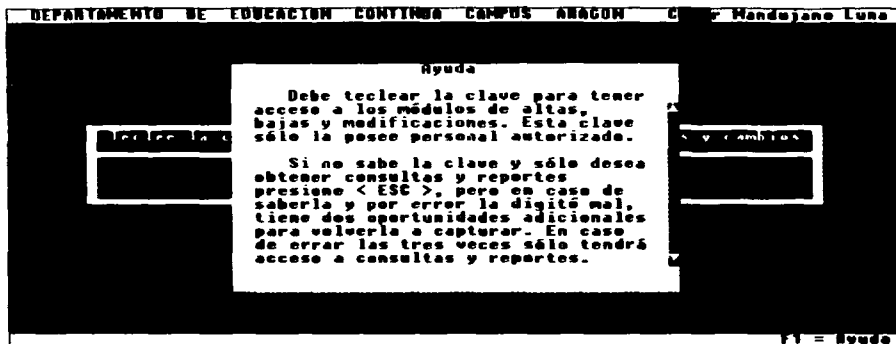 DEPARTAMENTO DE EDUCACION CONTINUA CAMPUS ARAGON Mandujano Luna
Ayuda
Debe teclear la clave para tener
acceso a los módulos de altas,
bajas y modificaciones. Esta clave
sólo la posee personal autorizado.
Si no sabe la clave y sólo desea
obtener consultas y reportes
presione < ESC >, pero en caso de
saberla y por error la digitó mal,
tiene dos oportunidades adicionales
para volverla a capturar. En caso
de errar las tres veces sólo tendrá
acceso a consultas y reportes.
la c
s y cambios
F1 = Ayuda